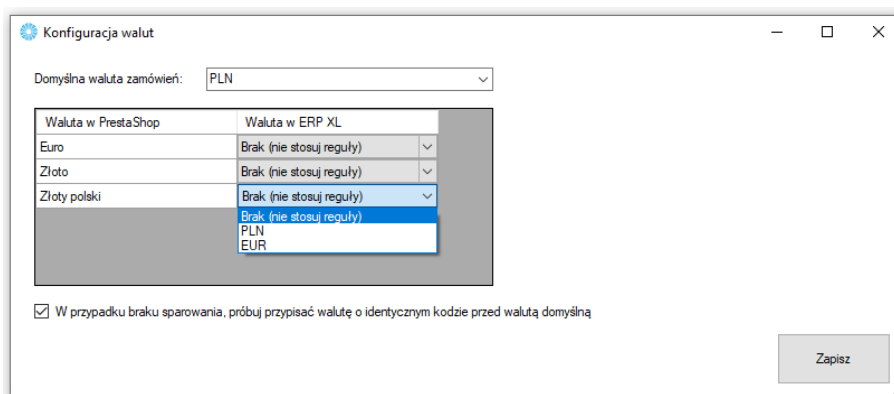 Konfiguracja walut
Domyślna waluta zamówień: PLN
Waluta w PrestaShop Waluta w ERP XL
Euro Brak (nie stosuj reguły)
Złoto Brak (nie stosuj reguły)
Złoty polski Brak (nie stosuj reguły)
Brak (nie stosuj reguły)
PLN
EUR
W przypadku braku sparowania, próbuj przypisać walutę o identycznym kodzie przed walutą domyślną
Zapisz